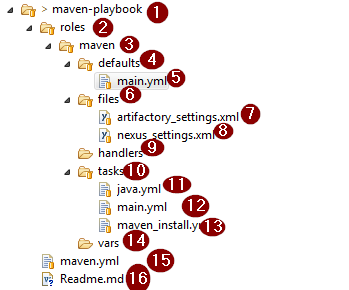 > maven-playbook 1
roles 2
maven 3
defaults 4
main.yml 5
files 6
artifactory_settings.xml 7
nexus_settings.xml 8
handlers 9
tasks 10
java.yml 11
main.yml 12
maven_install.y 13
vars 14
maven.yml 15
Readme.md 16